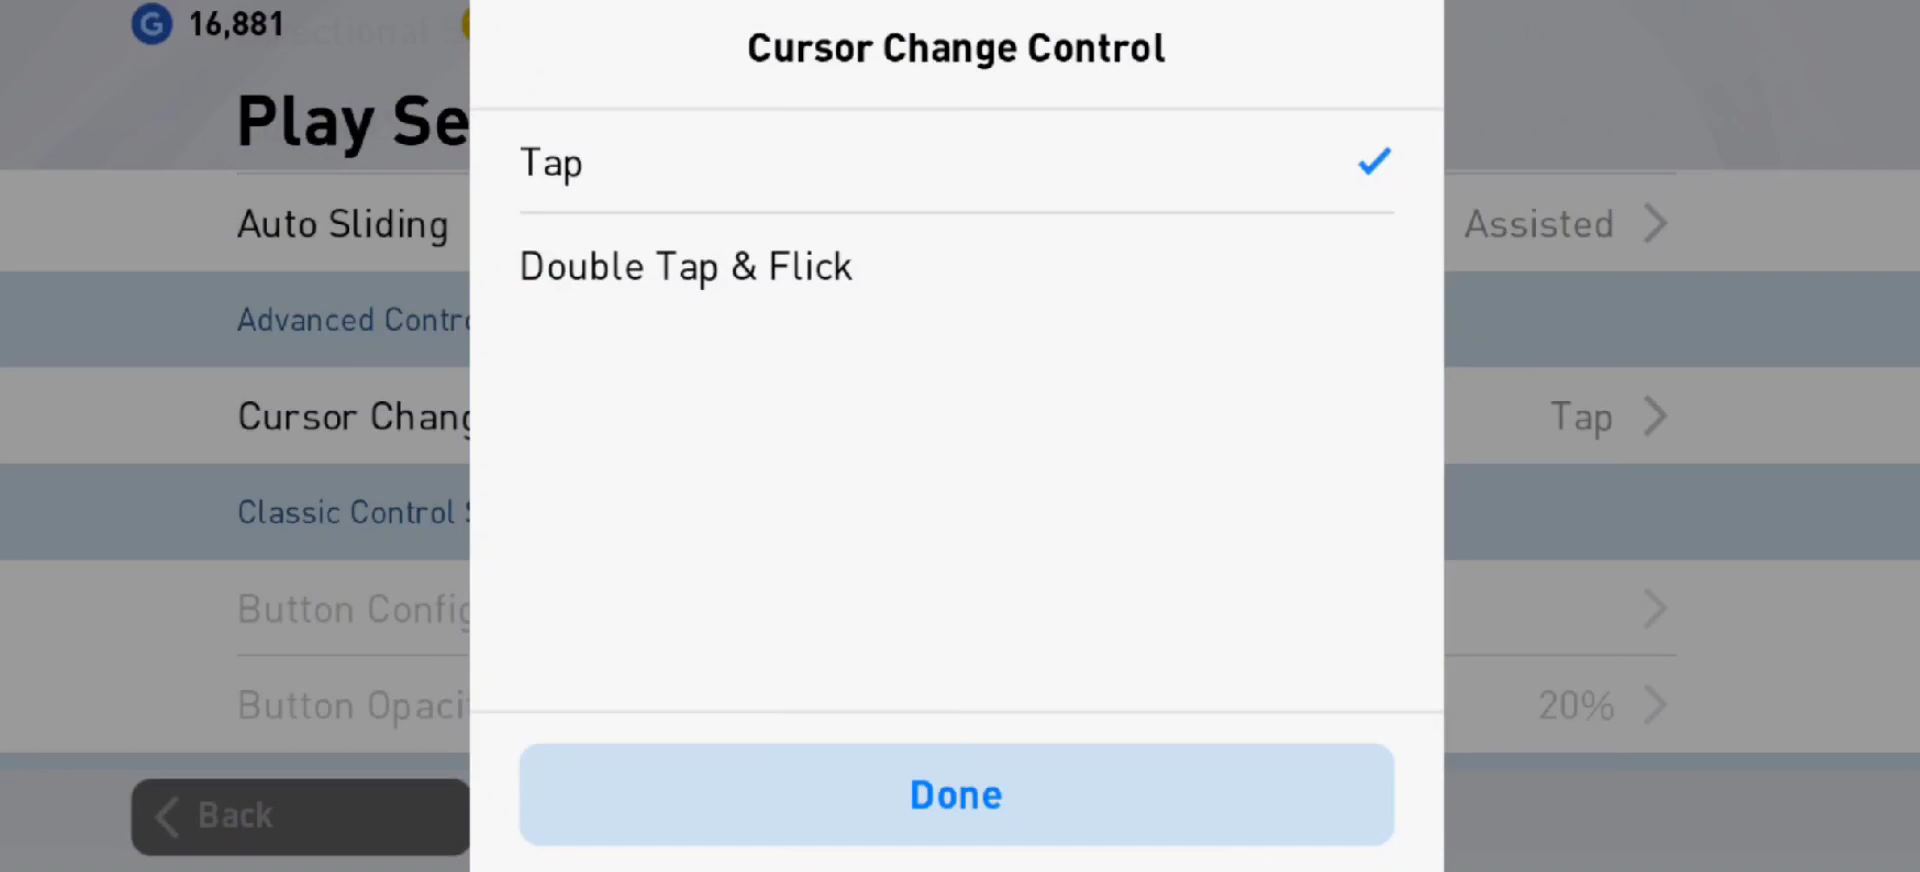 G 16,881
Cursor Change Control
Play Se
Tap
Auto Sliding
Assisted
Double Tap & Flick
Advanced Contro
Cursor Chang
Tap
Classic Control S
Button Config
Button Opaci
20%
Done
Back